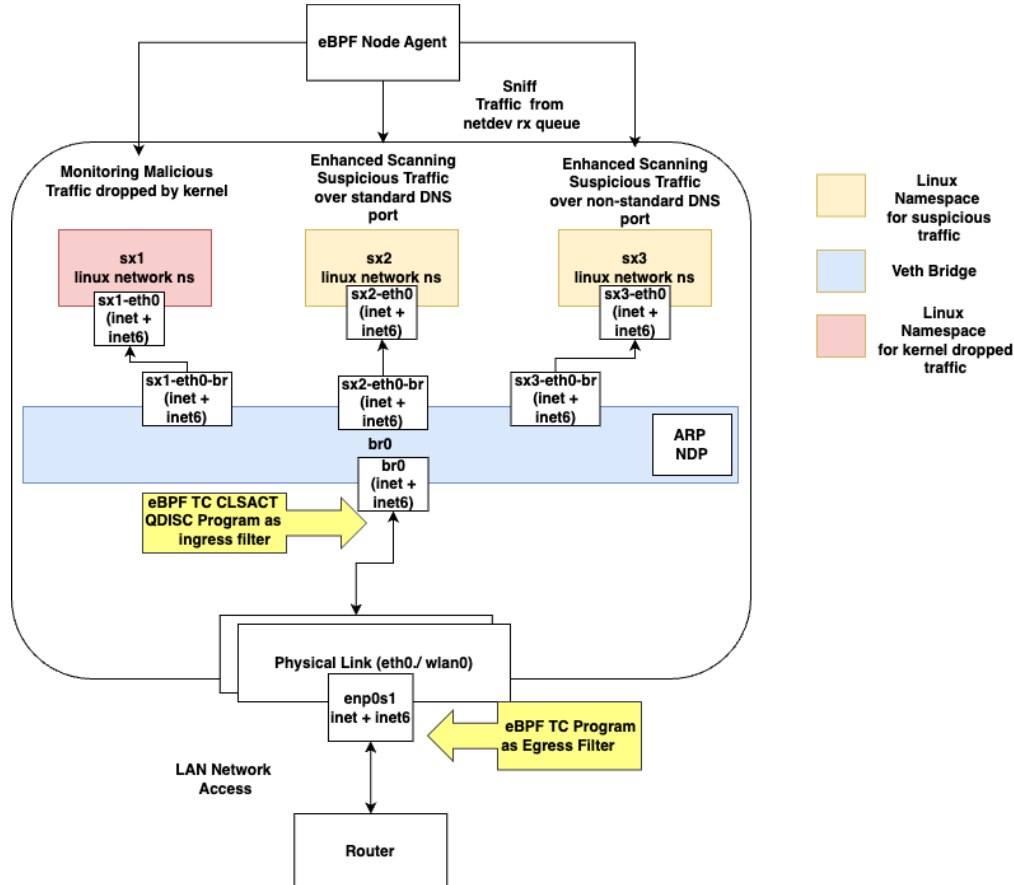 eBPF Node Agent
Sniff
Traffic from
netdev rx queue
Monitoring Malicious
Traffic dropped by kernel
Enhanced Scanning
Suspicious Traffic
over standard DNS
port
Enhanced Scanning
Suspicious Traffic
over non-standard DNS
port
sx1
linux network ns
sx1-eth0
(inet +
inet6)
sx2
linux network ns
sx2-eth0
(inet +
inet6)
sx3
linux network ns
sx3-eth0
(inet +
inet6)
sx1-eth0-br
(inet +
inet6)
sx2-eth0-br
(inet +
inet6)
sx3-eth0-br
(inet +
inet6)
br0
ARP
NDP
br0
(inet +
inet6)
eBPF TC CLSACT
QDISC Program as
ingress filter
Physical Link (eth0./ wlan0)
enp0s1
inet + inet6
eBPF TC Program
as Egress Filter
LAN Network
Access
Router
Linux
Namespace
for suspicious
traffic
Veth Bridge
Linux
Namespace
for kernel dropped
traffic